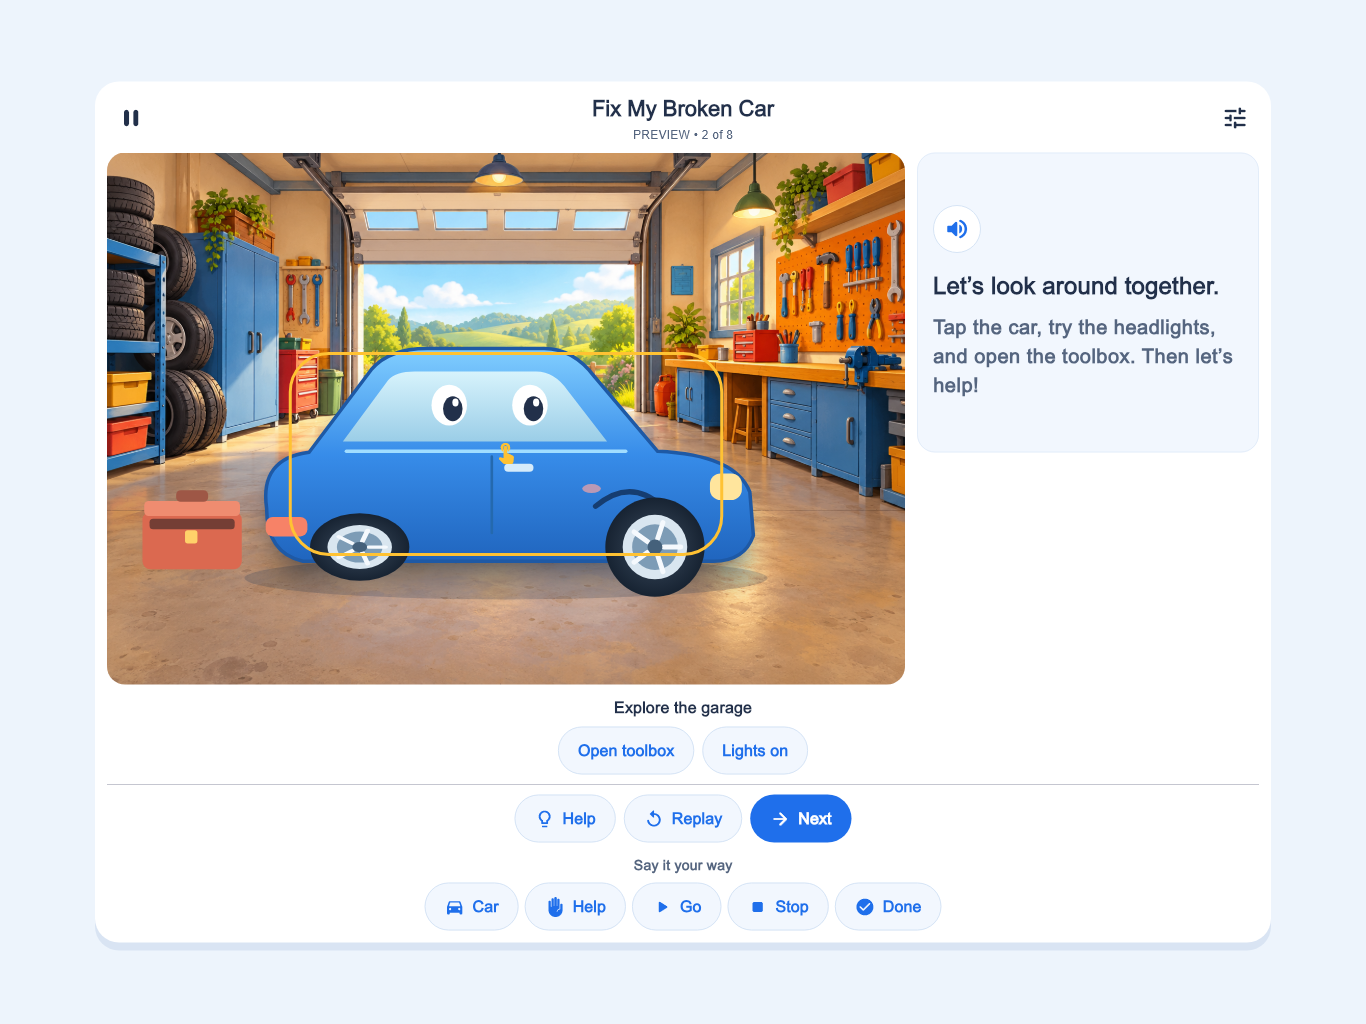 Fix My Broken Car
PREVIEW • 2 of 8
Let’s look around together.
Tap the car, try the headlights,
and open the toolbox. Then let’s
help!
Explore the garage
Open toolbox
Lights on
Help
Replay
Next
Say it your way
Car
Help
Go
Stop
Done